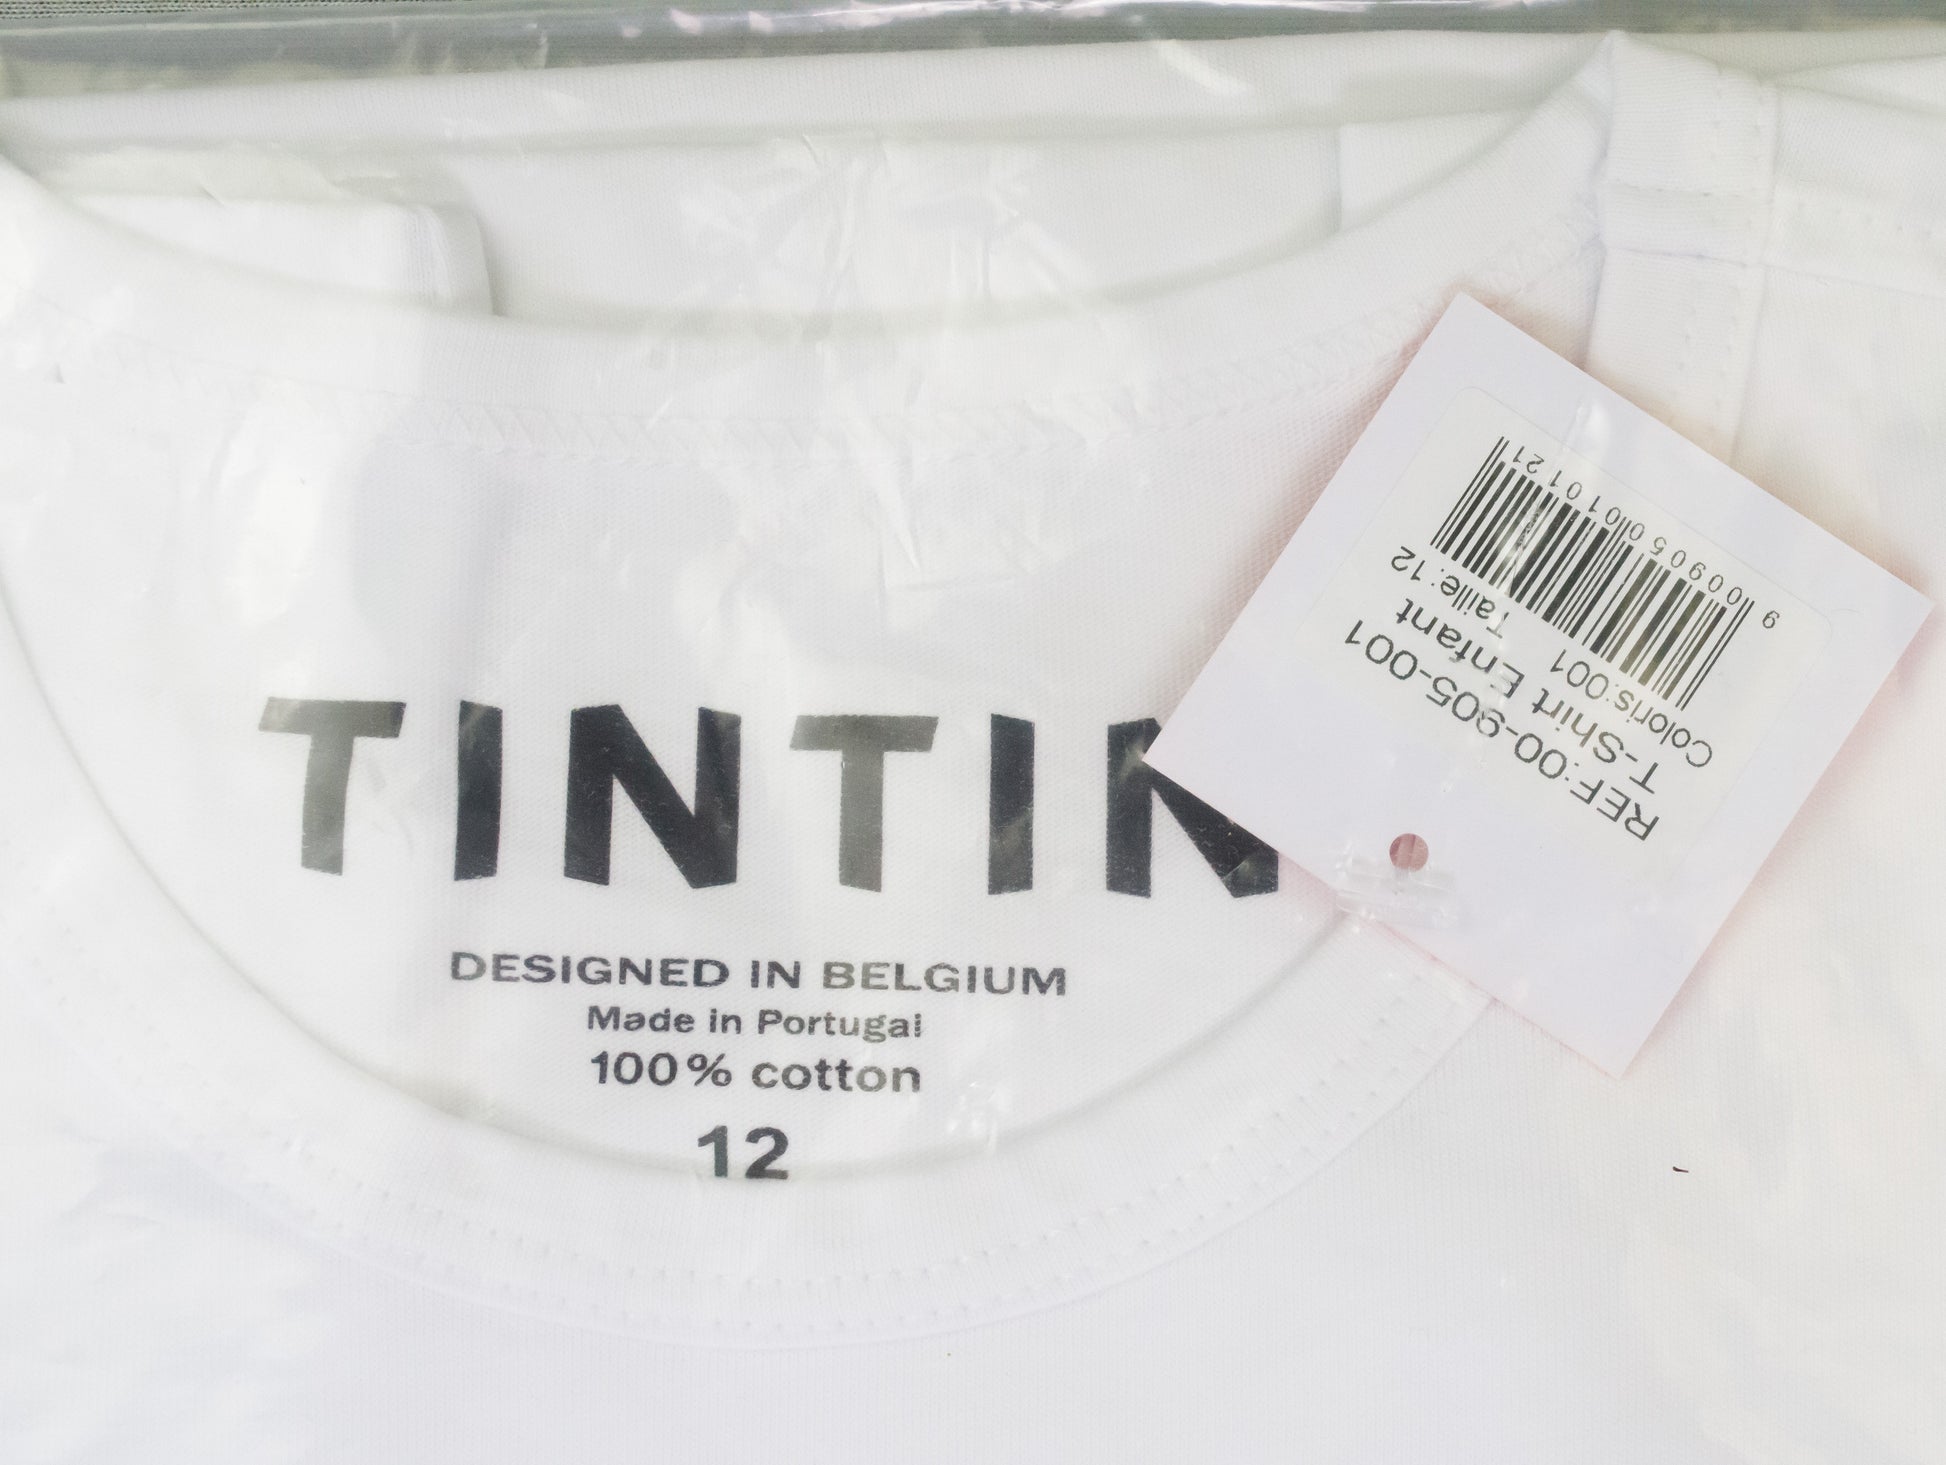 TINTIN
DESIGNED IN BELGIUM
Made in Portugal
100% cotton
12
REF:00-905-001
T-Shirt Enfant
Coloris:001 Taille:12
9 009050 010121